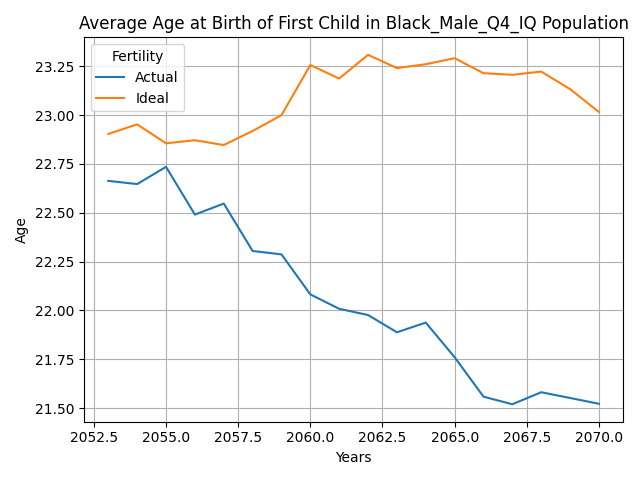 Average Age at Birth of First Child in Black_Male_Q4_IQ Population
Fertility
Actual
Ideal
23.25
23.00
22.75
22.50
22.25
22.00
21.75
21.50
Age
2052.5 2055.0 2057.5 2060.0 2062.5 2065.0 2067.5 2070.0
Years